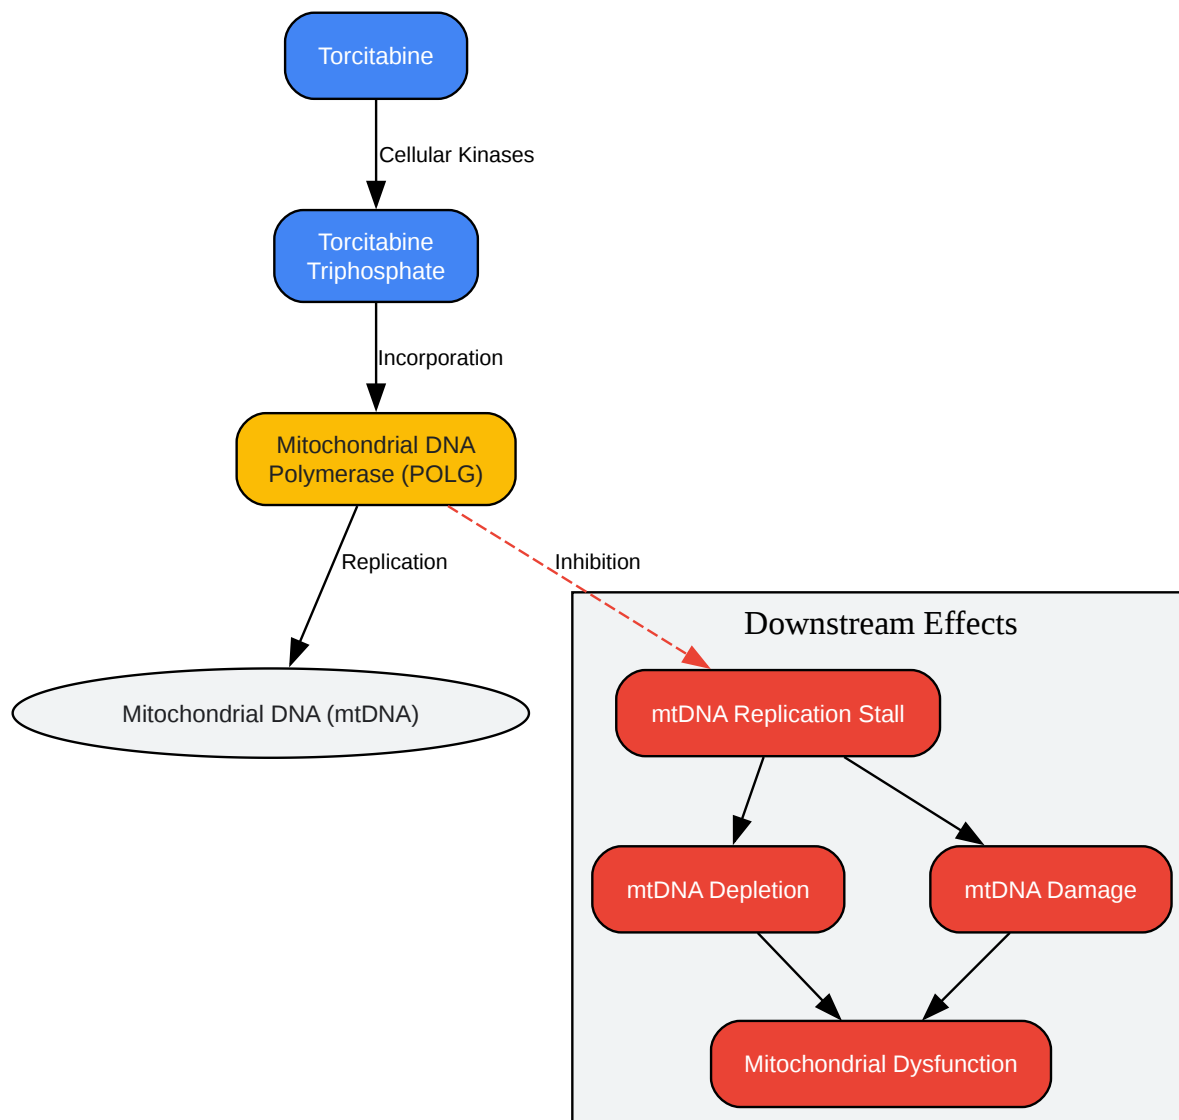 Torcitabine
Cellular Kinases
Torcitabine
Triphosphate
Incorporation
Mitochondrial DNA
Polymerase (POLG)
Replication
Inhibition
Downstream Effects
Mitochondrial DNA (mtDNA)
mtDNA Replication Stall
mtDNA Depletion
mtDNA Damage
Mitochondrial Dysfunction